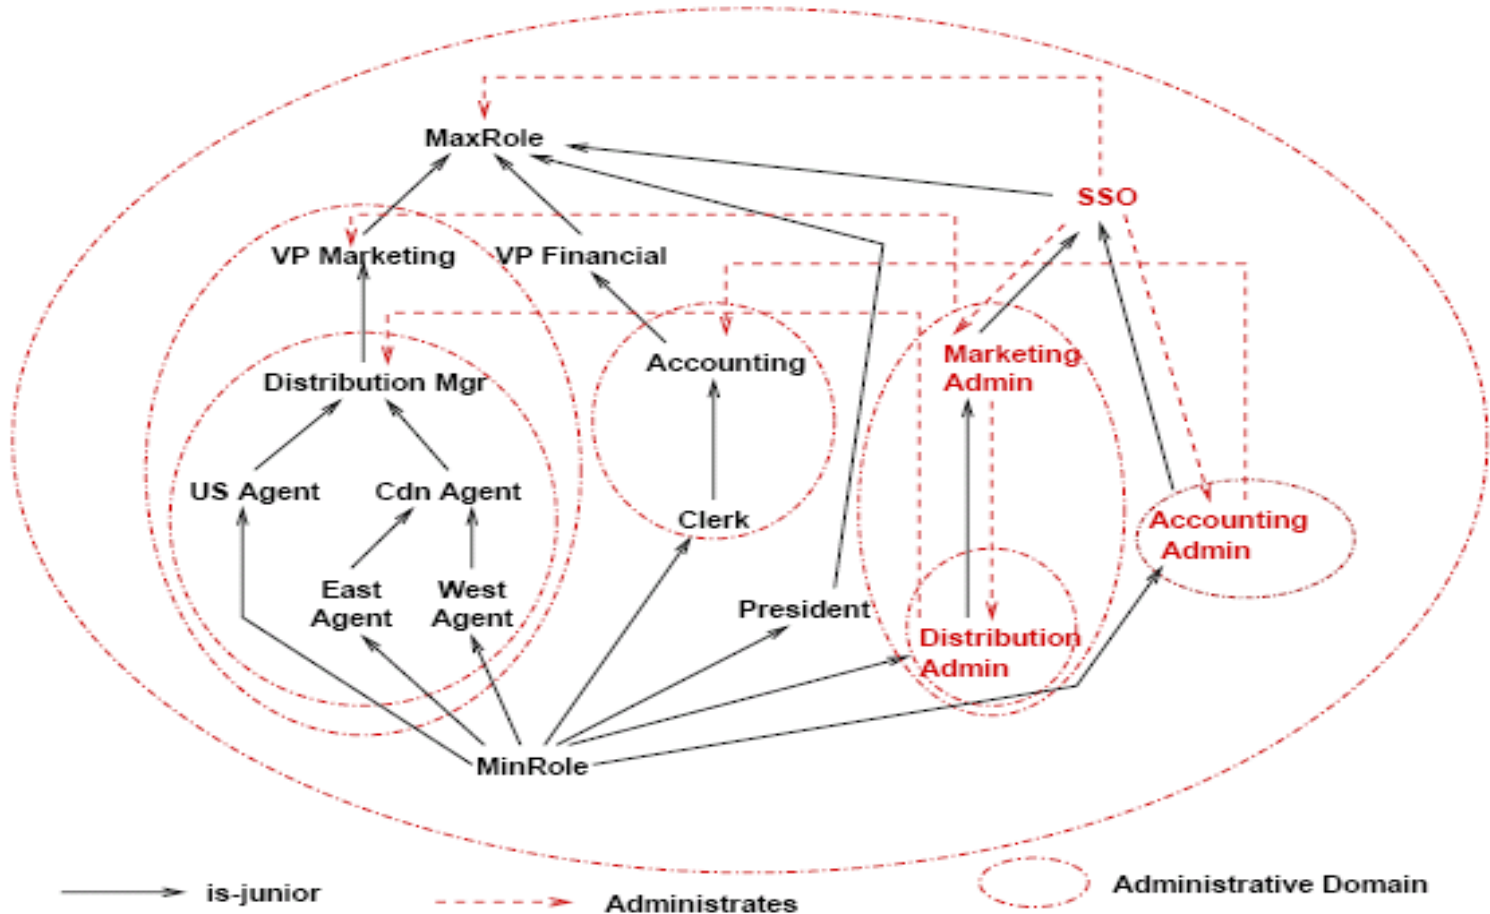 MaxRole
SSO
VP Marketing
VP Financial
Marketing
Admin
Accounting
Distribution Mgr
US Agent
Cdn Agent
Clerk
Accounting
Admin
East
Agent
West
Agent
President
Distribution
Admin
MinRole
is-junior
Administrates
Administrative Domain